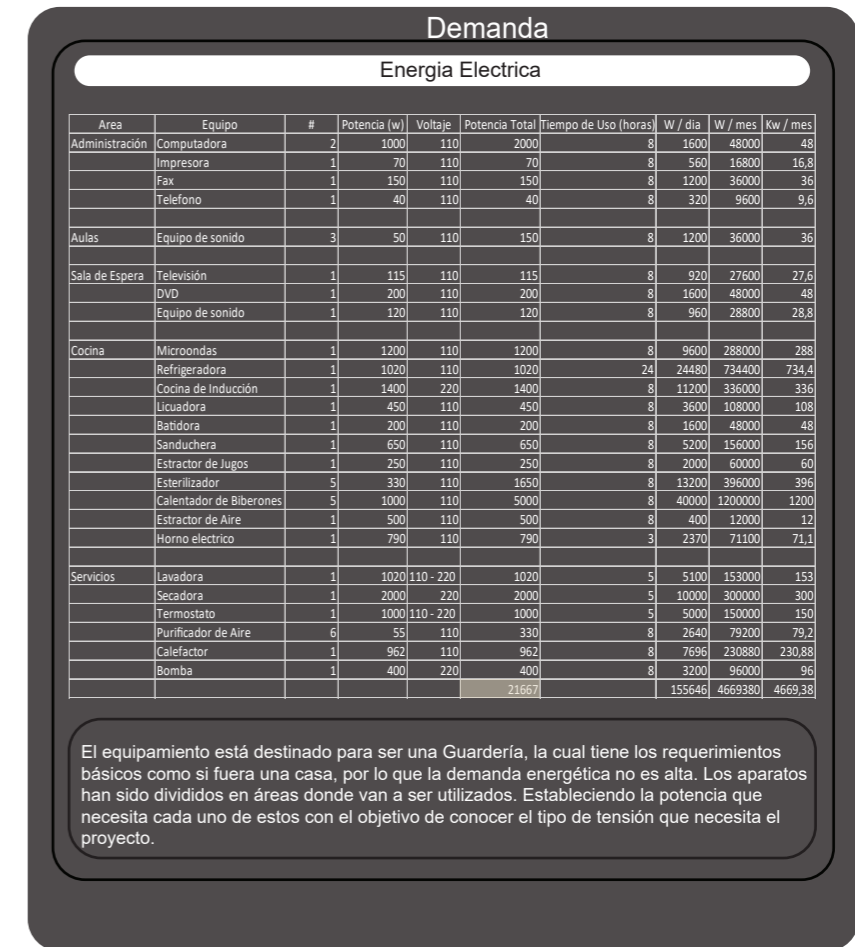 Demanda
Energia Electrica
Area Equipo # Potencia (w) Voltaje Potencia Total Tiempo de Uso (horas) W / dia W / mes Kw / mes
Administración Computadora 2 1000 110 2000 8 1600 48000 48
Impresora 1 70 110 70 8 560 16800 16,8
Fax 1 150 110 150 8 1200 36000 36
Telefono 1 40 110 40 8 320 9600 9,6
Aulas Equipo de sonido 3 50 110 150 8 1200 36000 36
Sala de Espera Televisión 1 115 110 115 8 920 27600 27,6
DVD 1 200 110 200 8 1600 48000 48
Equipo de sonido 1 120 110 120 8 960 28800 28,8
Cocina Microondas 1 1200 110 1200 8 9600 288000 288
Refrigeradora 1 1020 110 1020 24 24480 734400 734,4
Cocina de Inducción 1 1400 220 1400 8 11200 336000 336
Licuadora 1 450 110 450 8 3600 108000 108
Batidora 1 200 110 200 8 1600 48000 48
Sanduchera 1 650 110 650 8 5200 156000 156
Estractor de Jugos 1 250 110 250 8 2000 60000 60
Esterilizador 5 330 110 1650 8 13200 396000 396
Calentador de Biberones 5 1000 110 5000 8 40000 1200000 1200
Estractor de Aire 1 500 110 500 8 400 12000 12
Horno electrico 1 790 110 790 3 2370 71100 71,1
Servicios Lavadora 1 1020 110 - 220 1020 5 5100 153000 153
Secadora 1 2000 220 2000 5 10000 300000 300
Termostato 1 1000 110 - 220 1000 5 5000 150000 150
Purificador de Aire 6 55 110 330 8 2640 79200 79,2
Calefactor 1 962 110 962 8 7696 230880 230,88
Bomba 1 400 220 400 8 3200 96000 96
21667 155646 4669380 4669,38
El equipamiento está destinado para ser una Guardería, la cual tiene los requerimientos
básicos como si fuera una casa, por lo que la demanda energética no es alta. Los aparatos
han sido divididos en áreas donde van a ser utilizados. Estableciendo la potencia que
necesita cada uno de estos con el objetivo de conocer el tipo de tensión que necesita el
proyecto.